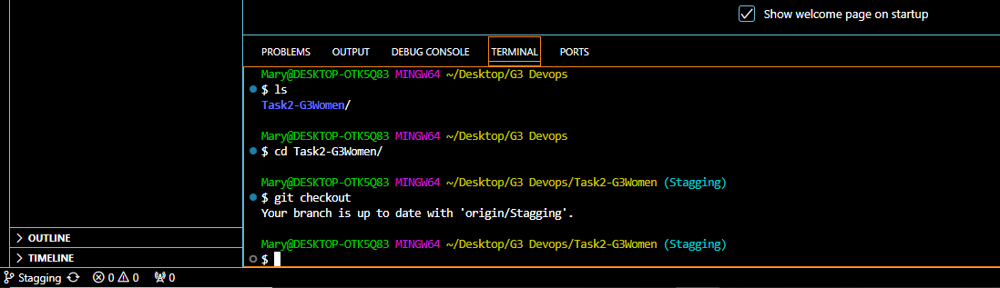 Show welcome page on startup
PROBLEMS OUTPUT DEBUG CONSOLE TERMINAL PORTS
Mary@DESKTOP-OTK5Q83 MINGW64 ~/Desktop/G3 Devops
$ ls
Task2-G3Women/
Mary@DESKTOP-OTK5Q83 MINGW64 ~/Desktop/G3 Devops
$ cd Task2-G3Women/
Mary@DESKTOP-OTK5Q83 MINGW64 ~/Desktop/G3 Devops/Task2-G3Women (Stagging)
$ git checkout
Your branch is up to date with 'origin/Stagging'.
Mary@DESKTOP-OTK5Q83 MINGW64 ~/Desktop/G3 Devops/Task2-G3Women (Stagging)
$
OUTLINE
TIMELINE
Stagging 0 0 0